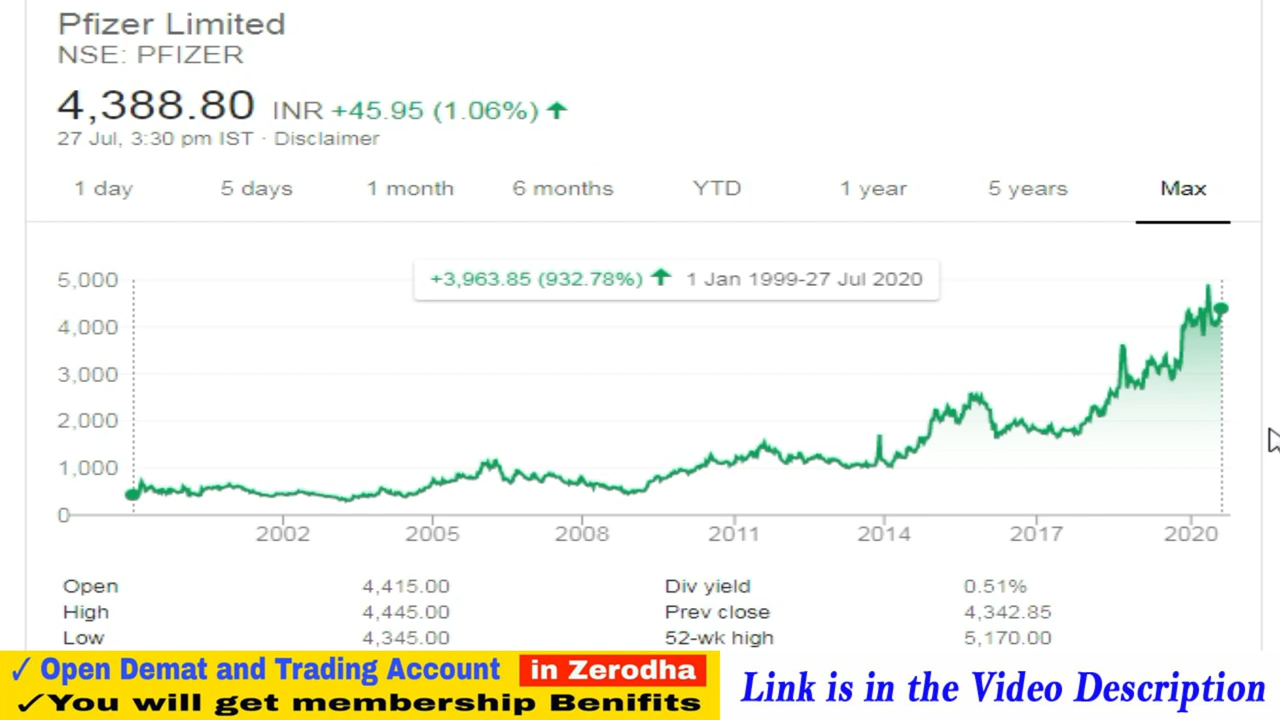 Pfizer Limited
NSE: PFIZER
4,388.80 INR +45.95 (1.06%) ↑
27 Jul, 3:30 pm IST · Disclaimer
1 day 5 days 1 month 6 months YTD 1 year 5 years Max
+3,963.85 (932.78%) ↑ 1 Jan 1999-27 Jul 2020
5,000
4,000
3,000
2,000
1,000
0
2002 2005 2008 2011 2014 2017 2020
Open 4,415.00 Div yield 0.51%
High 4,445.00 Prev close 4,342.85
Low 4,345.00 52-wk high 5,170.00
✓ Open Demat and Trading Account in Zerodha
✓You will get membership Benifits
Link is in the Video Description